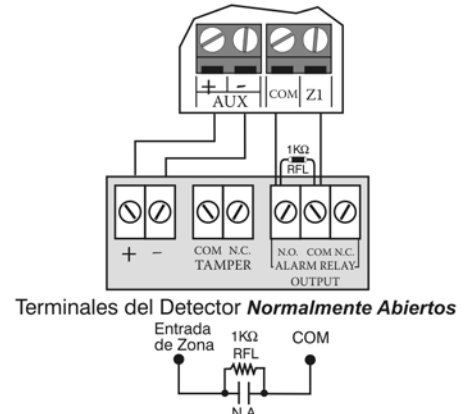 + - COM Z1
AUX
1KΩ
RFL
+ - COM N.C. N.O. COM N.C.
TAMPER ALARM RELAY
OUTPUT
Terminales del Detector Normalmente Abiertos
Entrada
de Zona
1KΩ
RFL
COM
N.A.